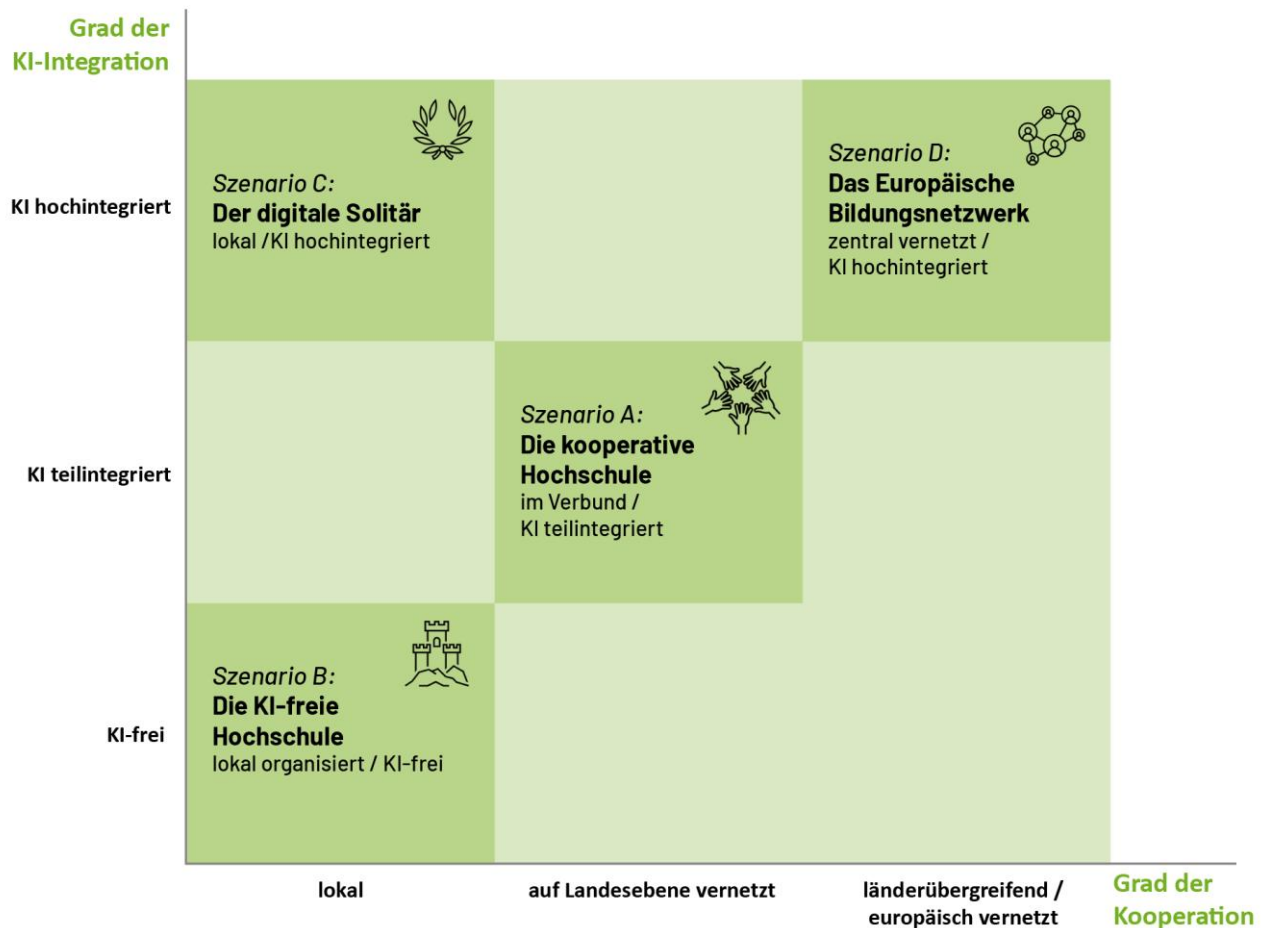 Grad der
KI-Integration
KI hochintegriert
Szenario C:
Der digitale Solitär
lokal /KI hochintegriert
Szenario D:
Das Europäische
Bildungsnetzwerk
zentral vernetzt /
KI hochintegriert
KI teilintegriert
Szenario A:
Die kooperative
Hochschule
im Verbund /
KI teilintegriert
KI-frei
Szenario B:
Die KI-freie
Hochschule
lokal organisiert / KI-frei
lokal
auf Landesebene vernetzt
länderübergreifend /
europäisch vernetzt
Grad der
Kooperation